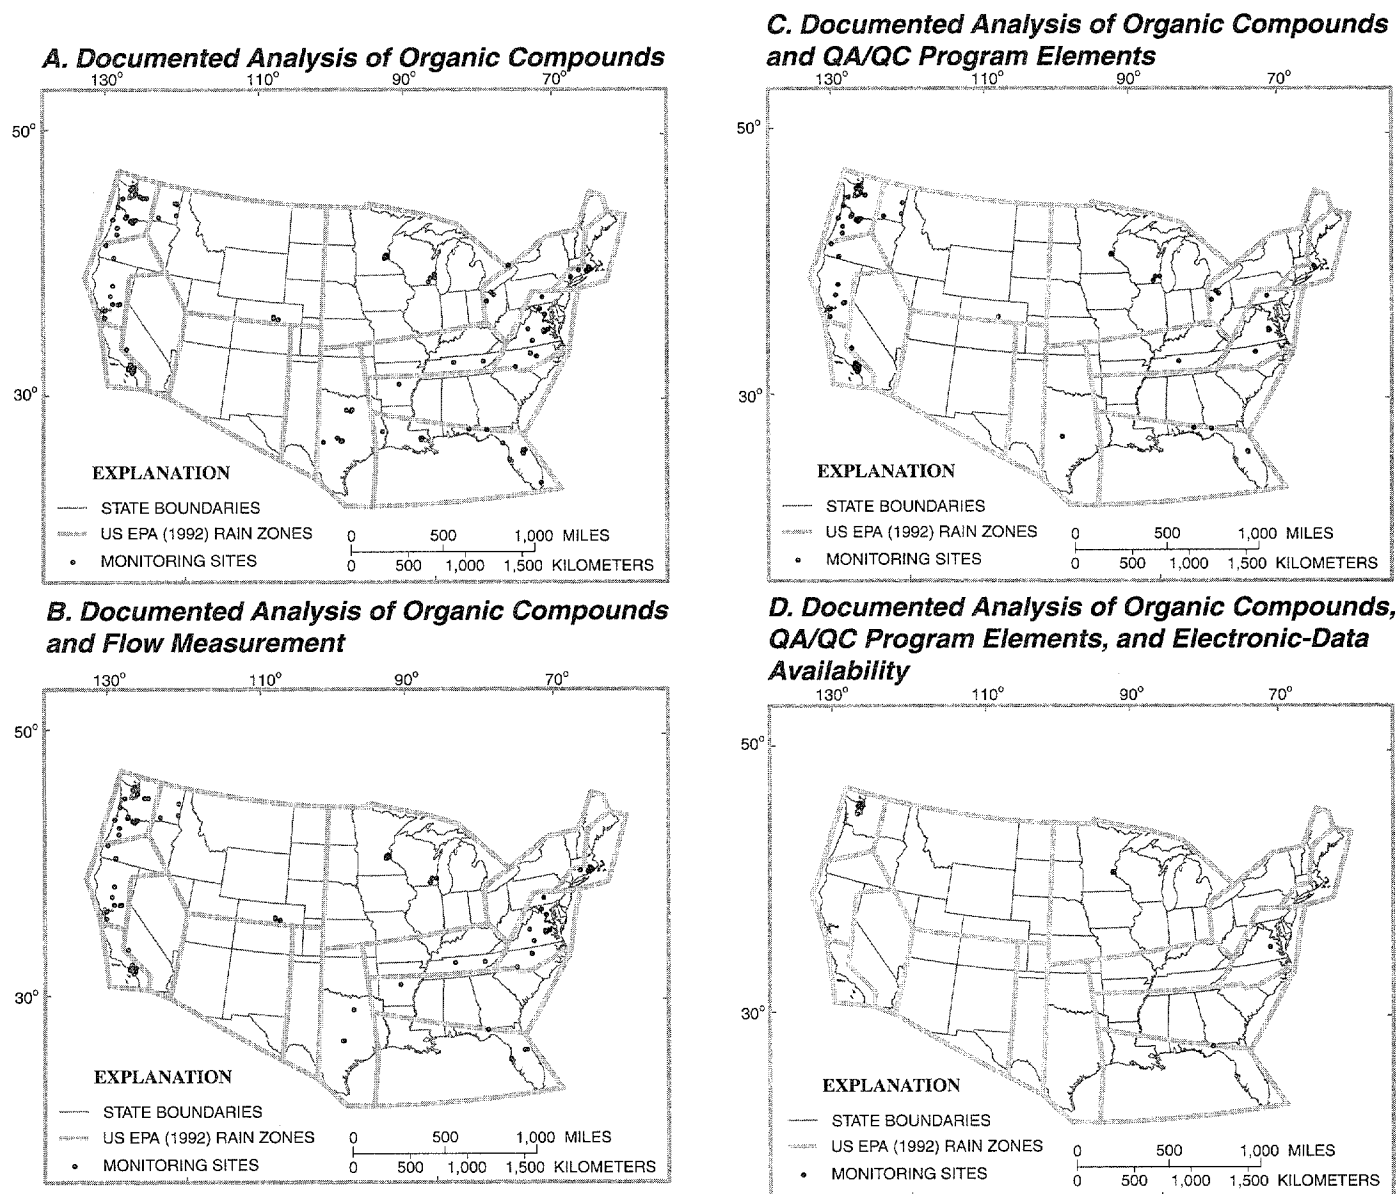 A. Documented Analysis of Organic Compounds
130° 110° 90° 70°
50°
30°
EXPLANATION
STATE BOUNDARIES
US EPA (1992) RAIN ZONES
MONITORING SITES
0 500 1,000 MILES
0 500 1,000 1,500 KILOMETERS
B. Documented Analysis of Organic Compounds
and Flow Measurement
130° 110° 90° 70°
50°
30°
EXPLANATION
STATE BOUNDARIES
US EPA (1992) RAIN ZONES
MONITORING SITES
0 500 1,000 MILES
0 500 1,000 1,500 KILOMETERS
C. Documented Analysis of Organic Compounds
and QA/QC Program Elements
130° 110° 90° 70°
50°
30°
EXPLANATION
STATE BOUNDARIES
US EPA (1992) RAIN ZONES
MONITORING SITES
0 500 1,000 MILES
0 500 1,000 1,500 KILOMETERS
D. Documented Analysis of Organic Compounds,
QA/QC Program Elements, and Electronic-Data
Availability
130° 110° 90° 70°
50°
30°
EXPLANATION
STATE BOUNDARIES
US EPA (1992) RAIN ZONES
MONITORING SITES
0 500 1,000 MILES
0 500 1,000 1,500 KILOMETERS